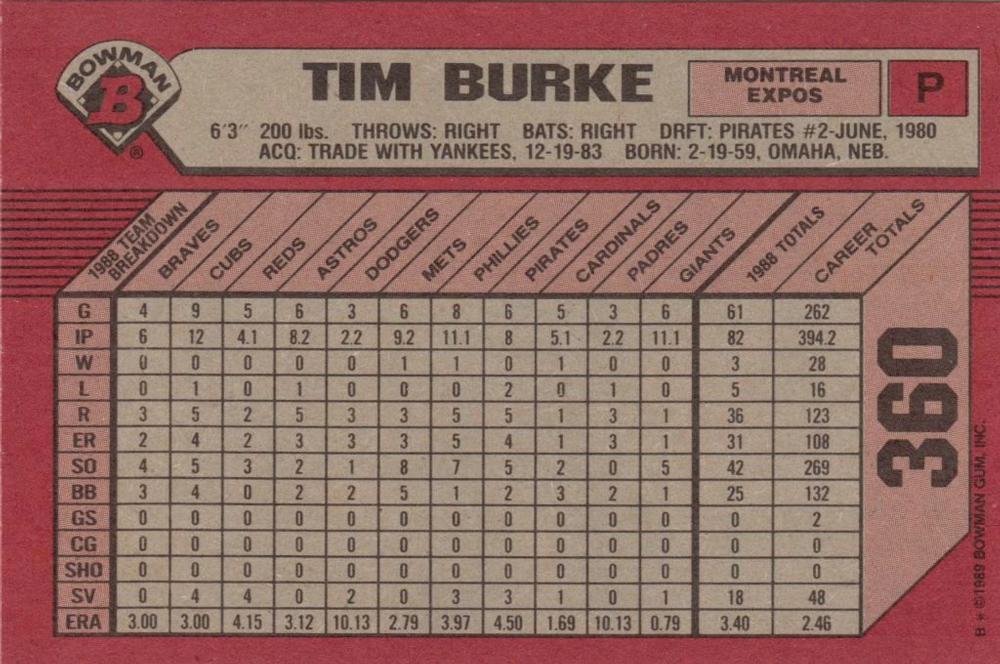 BOWMAN
B
®
TIM BURKE
MONTREAL
EXPOS
P
6'3" 200 lbs. THROWS: RIGHT BATS: RIGHT DRFT: PIRATES #2-JUNE, 1980
ACQ: TRADE WITH YANKEES, 12-19-83 BORN: 2-19-59, OMAHA, NEB.
1988 TEAM BREAKDOWN BRAVES CUBS REDS ASTROS DODGERS METS PHILLIES PIRATES CARDINALS PADRES GIANTS 1988 TOTALS CAREER TOTALS
G 4 9 5 6 3 6 8 6 5 3 6 61 262
IP 6 12 4.1 8.2 2.2 9.2 11.1 8 5.1 2.2 11.1 82 394.2
W 0 0 0 0 0 1 1 0 1 0 0 3 28
L 0 1 0 1 0 0 0 2 0 1 0 5 16
R 3 5 2 5 3 3 5 5 1 3 1 36 123
ER 2 4 2 3 3 3 5 4 1 3 1 31 108
SO 4 5 3 2 1 8 7 5 2 0 5 42 269
BB 3 4 0 2 2 5 1 2 3 2 1 25 132
GS 0 0 0 0 0 0 0 0 0 0 0 0 2
CG 0 0 0 0 0 0 0 0 0 0 0 0 0
SHO 0 0 0 0 0 0 0 0 0 0 0 0 0
SV 0 4 4 0 2 0 3 3 1 0 1 18 48
ERA 3.00 3.00 4.15 3.12 10.13 2.79 3.97 4.50 1.69 10.13 0.79 3.40 2.46
360
B * ©1989 BOWMAN GUM, INC.